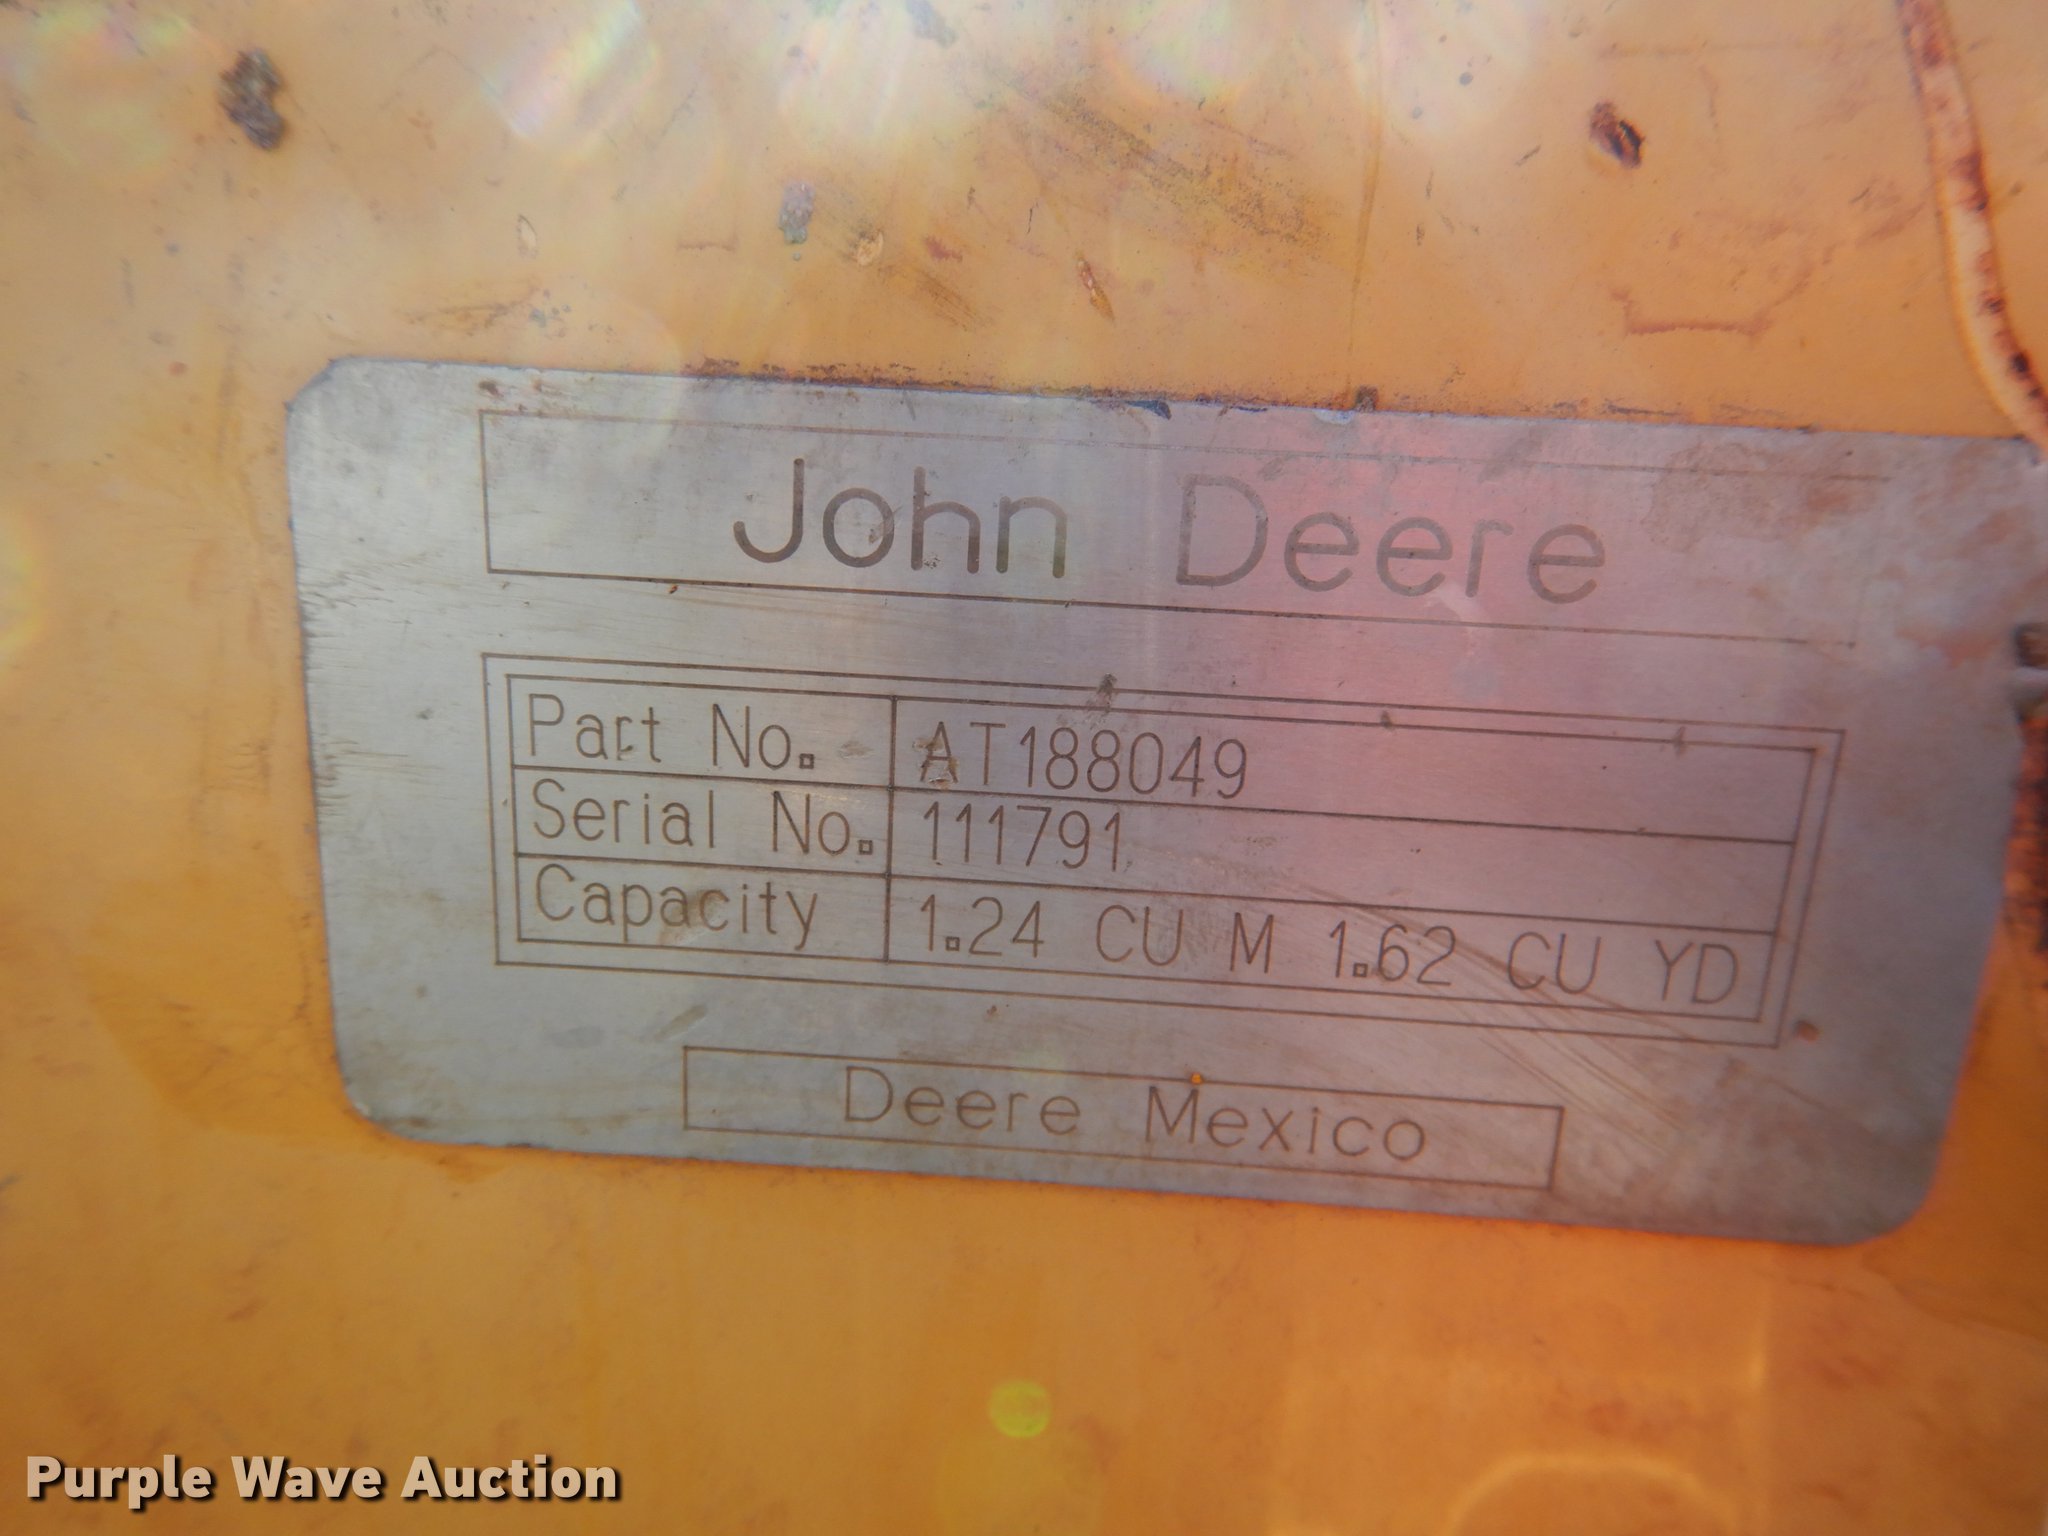 John Deere
Part No. AT188049
Serial No. 111791
Capacity 1.24 CU M 1.62 CU YD
Deere Mexico
Purple Wave Auction